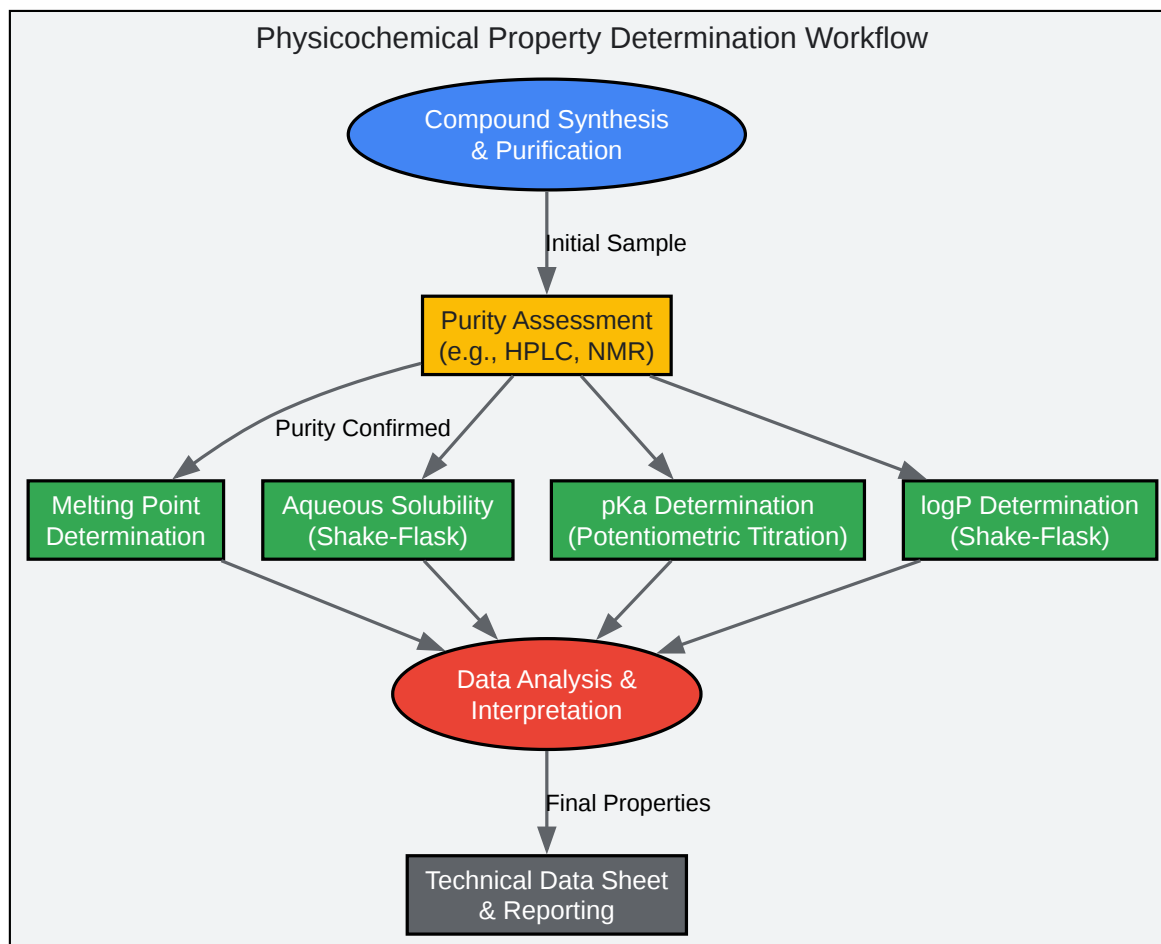 Physicochemical Property Determination Workflow
Compound Synthesis
& Purification
Initial Sample
Purity Assessment
(e.g., HPLC, NMR)
Purity Confirmed
Melting Point
Determination
Aqueous Solubility
(Shake-Flask)
pKa Determination
(Potentiometric Titration)
logP Determination
(Shake-Flask)
Data Analysis &
Interpretation
Final Properties
Technical Data Sheet
& Reporting